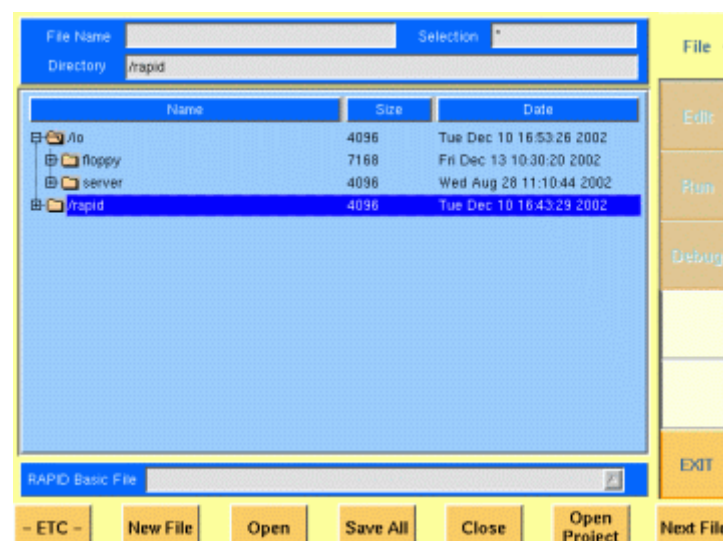 File Name Selection *
Directory /rapid
Name Size Date
/io 4096 Tue Dec 10 16:53:26 2002
floppy 7168 Fri Dec 13 10:30:20 2002
server 4096 Wed Aug 28 11:10:44 2002
/rapid 4096 Tue Dec 10 16:43:29 2002
RAPID Basic File
File
Edit
Run
Debug
EXIT
- ETC - New File Open Save All Close Open Project Next File